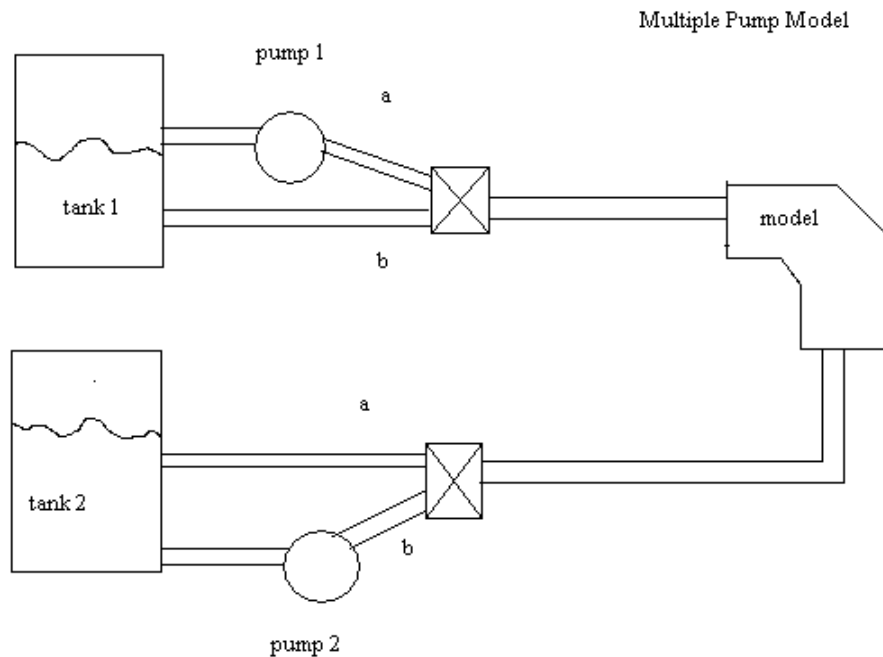 Multiple Pump Model
pump 1
a
tank 1
model
b
a
tank 2
b
pump 2